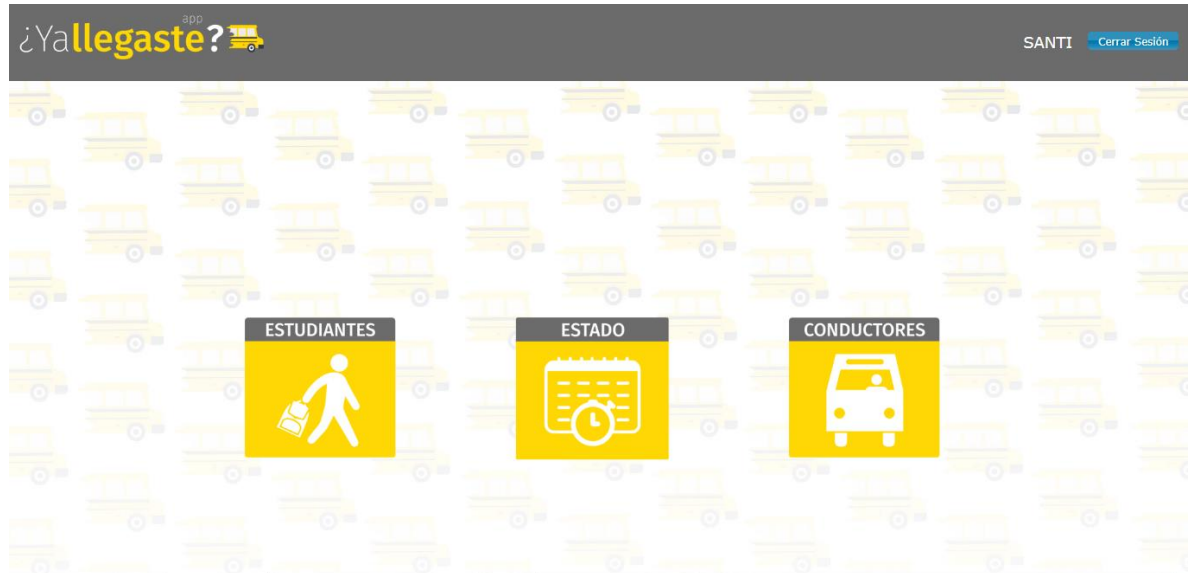 app
¿Yallegaste?
SANTI
Cerrar Sesión
ESTUDIANTES
ESTADO
CONDUCTORES